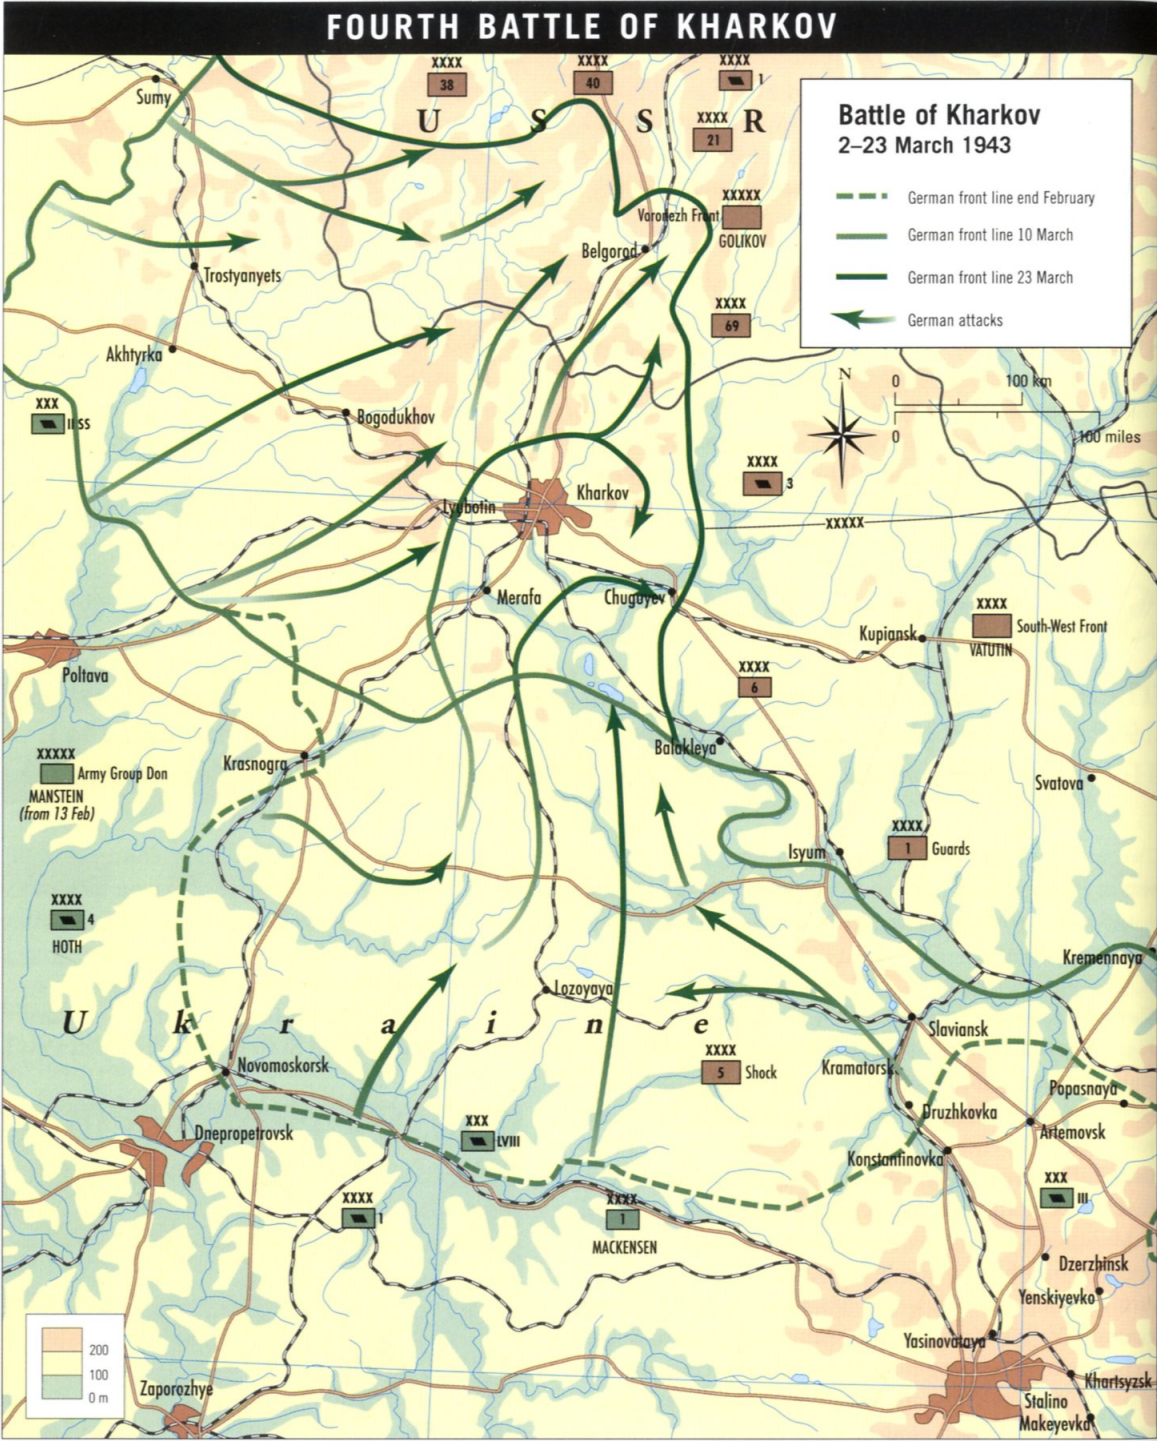 FOURTH BATTLE OF KHARKOV
XXXX
38
XXXX
40
XXXX
1
XXXX
21
U S S R
Battle of Kharkov
2–23 March 1943
German front line end February
German front line 10 March
German front line 23 March
German attacks
Sumy
XXXXX
Voronezh Front
GOLIKOV
Belgorod
Trostyanyets
XXXX
69
Akhtyrka
N
0 100 km
0 100 miles
XXX
II SS
Bogodukhov
XXXX
3
Kharkov
Lyubotin
XXXXX
Merafa
Chuguyev
XXXX
South-West Front
VATUTIN
Kupiansk
Poltava
XXXX
6
Balakleya
XXXXX
Army Group Don
MANSTEIN
(from 13 Feb)
Krasnogra
Svatova
XXXX
1 Guards
Isyum
XXXX
4
HOTH
Kremennaya
Lozoyaya
U k r a i n e
Slaviansk
XXXX
5 Shock
Kramatorsk
Novomoskorsk
Popasnaya
Druzhkovka
Artemovsk
Dnepropetrovsk
XXX
LVIII
Konstantinovka
XXX
III
XXXX
1
XXXX
1
MACKENSEN
Dzerzhinsk
Yenskiyevko
Yasinovataya
200
100
0 m
Zaporozhye
Khartsyzsk
Stalino
Makeyevka